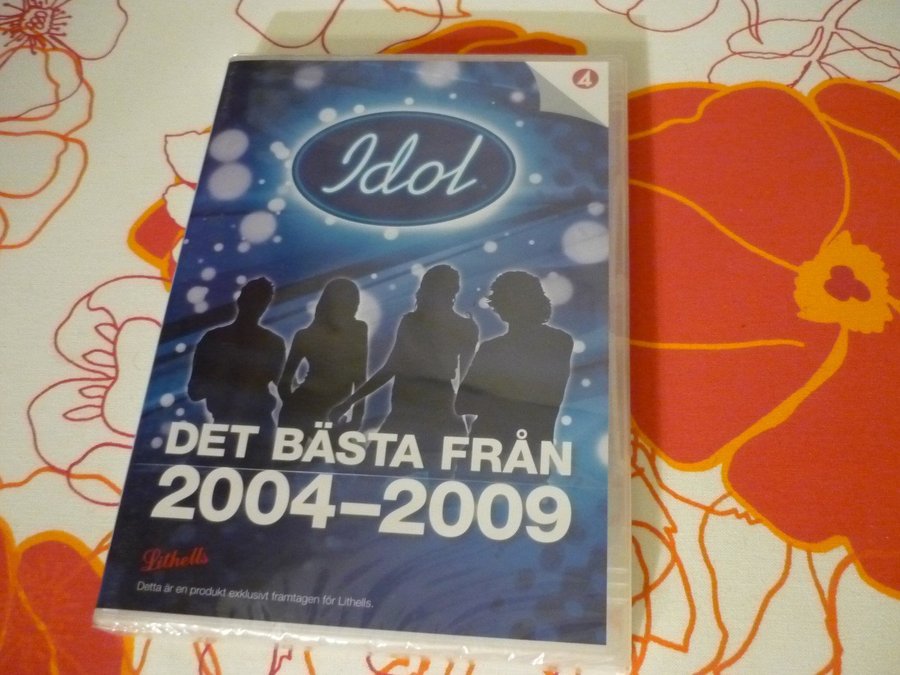 4
Idol
DET BÄSTA FRÅN
2004–2009
Lithells
Detta är en produkt exklusivt framtagen för Lithells.